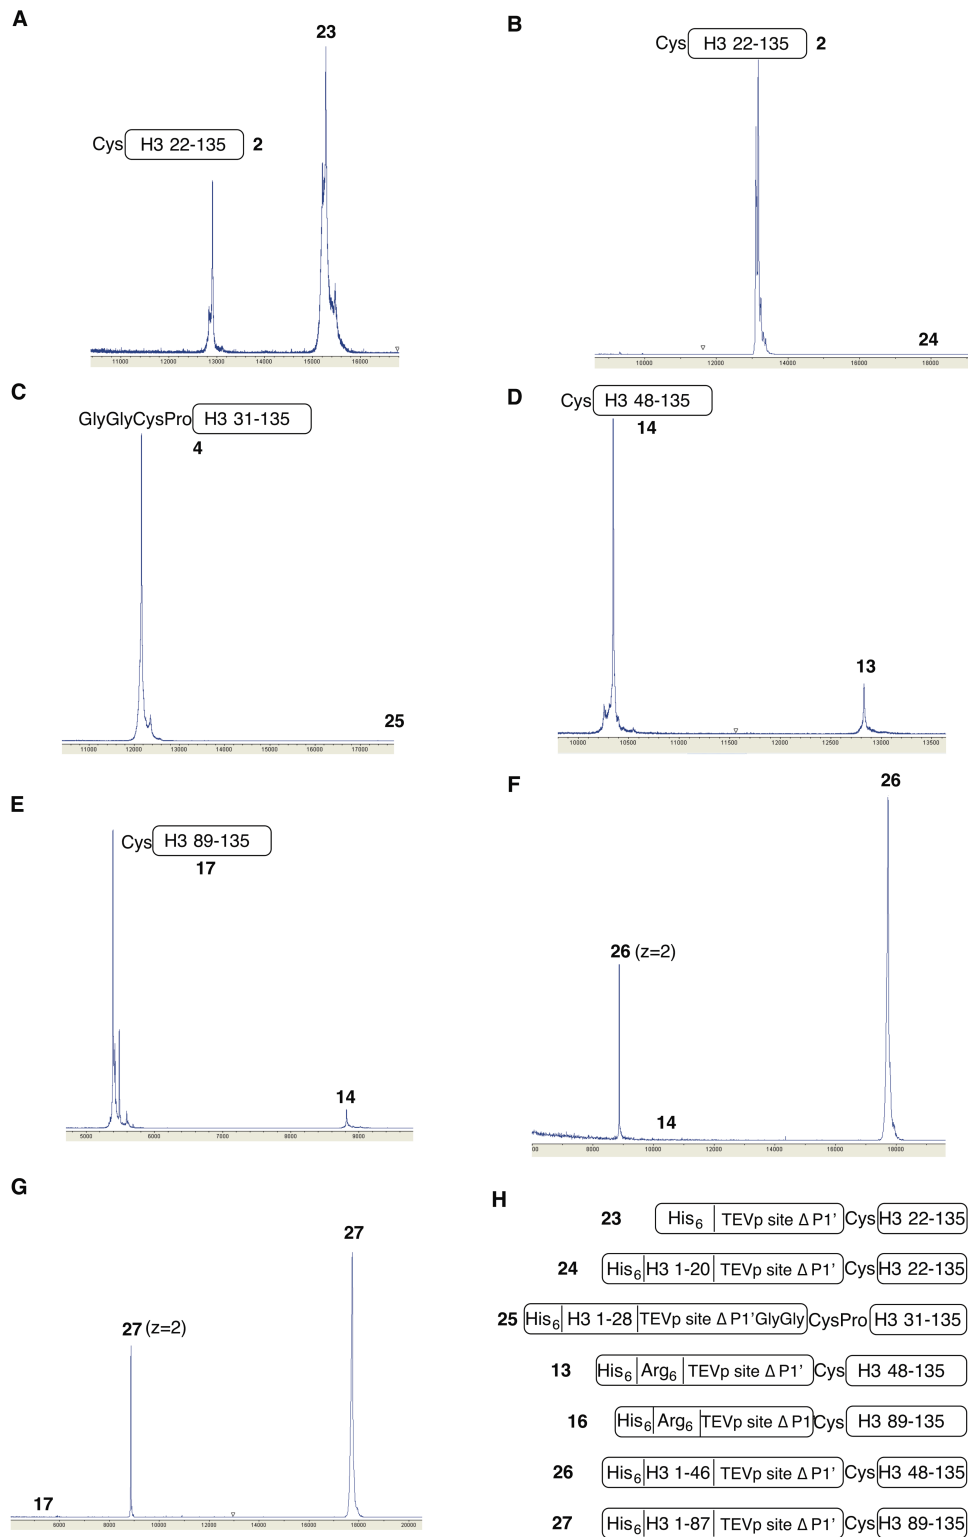 A
23
Cys H3 22-135 2
11000 12000 13000 14000 15000 16000
B
Cys H3 22-135 2
24
10000 12000 14000 16000 18000
C
GlyGlyCysPro H3 31-135
4
25
11000 12000 13000 14000 15000 16000 17000
D
Cys H3 48-135
14
13
10000 10500 11000 11500 12000 12500 13000 13500
E
Cys H3 89-135
17
14
5000 6000 7000 8000 9000
F
26
26 (z=2)
14
00 8000 10000 12000 14000 16000 18000
G
27
27 (z=2)
17
6000 8000 10000 12000 14000 16000 18000 20000
H
23 His6 TEVp site Δ P1' Cys H3 22-135
24 His6 H3 1-20 TEVp site Δ P1' Cys H3 22-135
25 His6 H3 1-28 TEVp site Δ P1'GlyGly CysPro H3 31-135
13 His6 Arg6 TEVp site Δ P1' Cys H3 48-135
16 His6 Arg6 TEVp site Δ P1 Cys H3 89-135
26 His6 H3 1-46 TEVp site Δ P1' Cys H3 48-135
27 His6 H3 1-87 TEVp site Δ P1' Cys H3 89-135